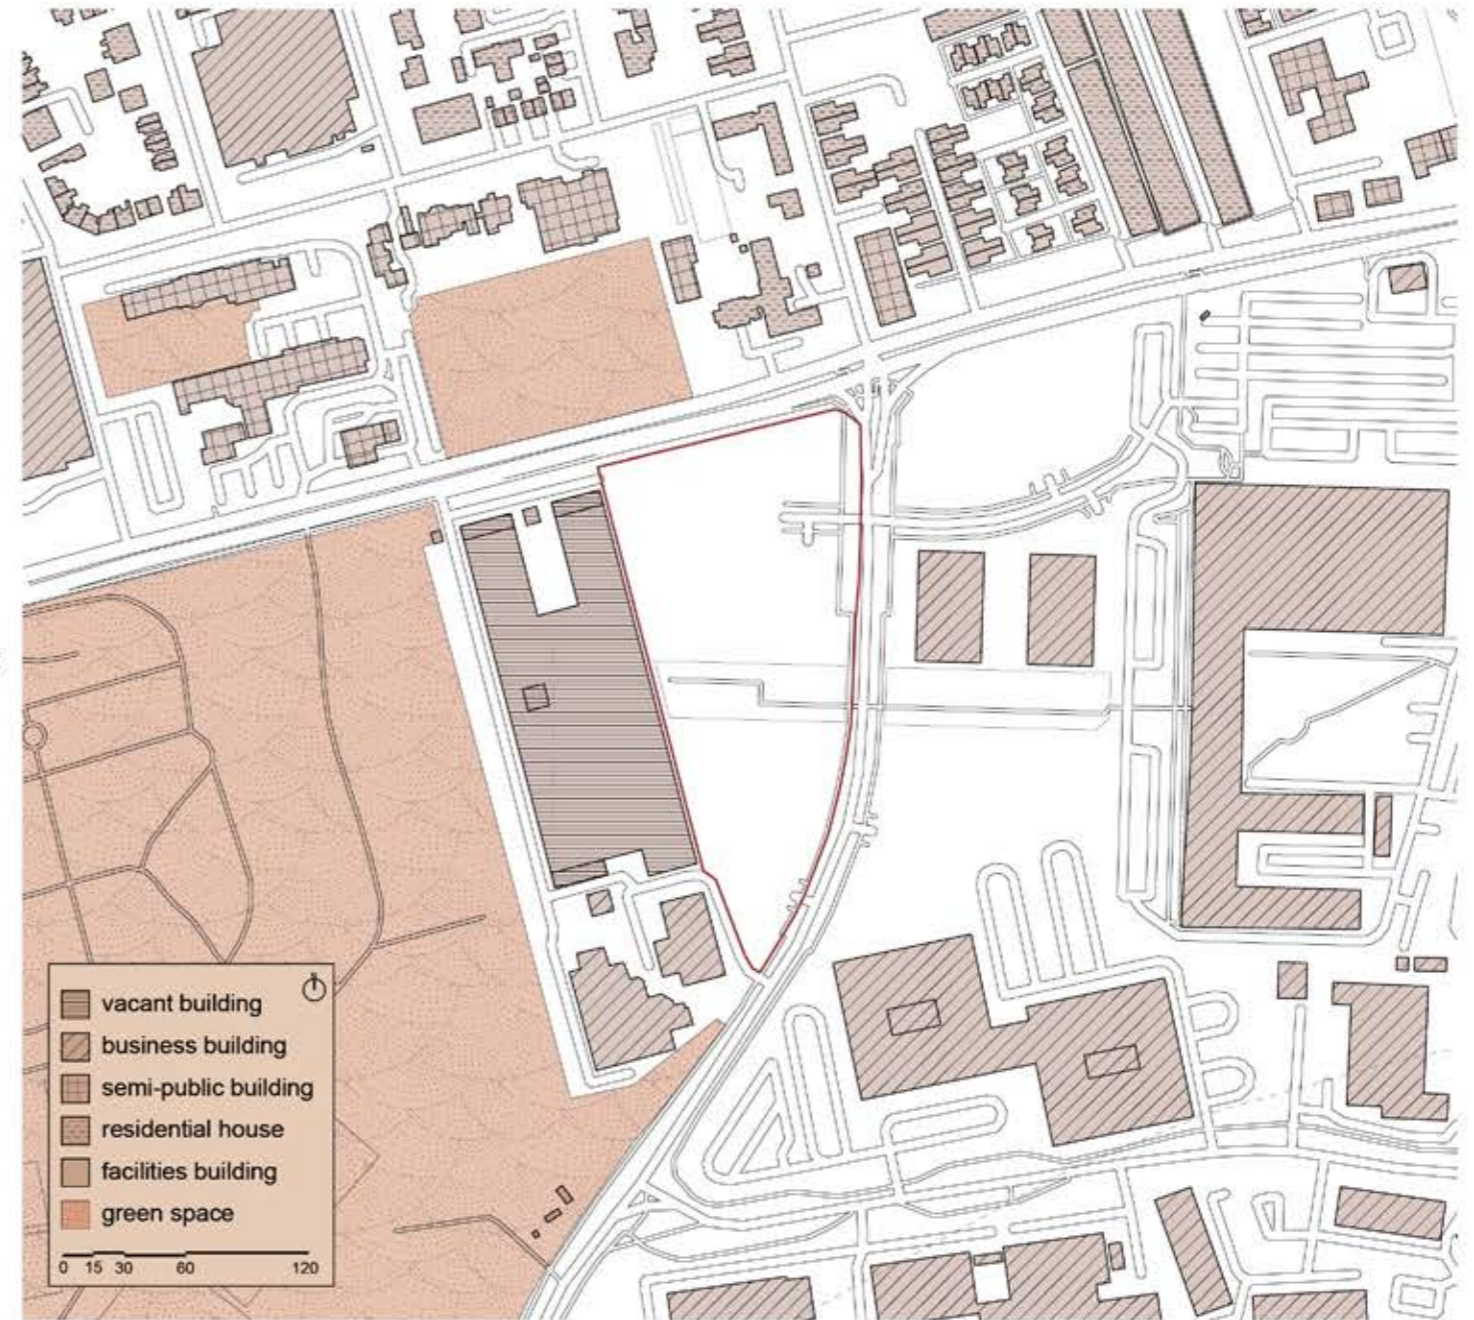 vacant building
business building
semi-public building
residential house
facilities building
green space
0 15 30 60 120